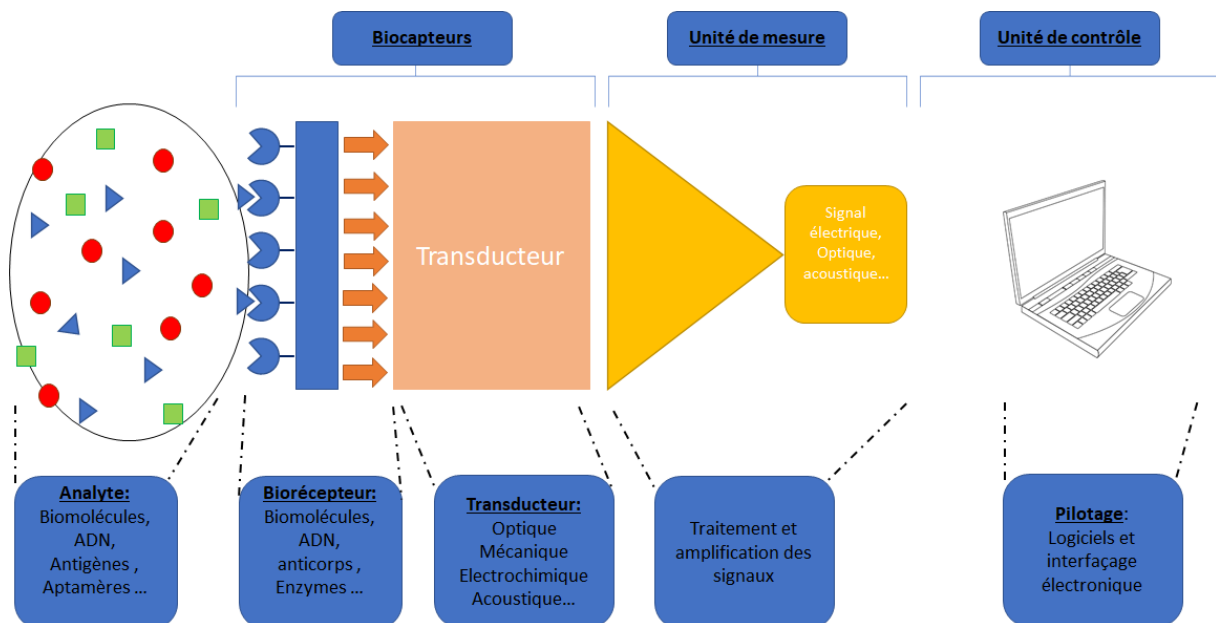 Biocapteurs
Unité de mesure
Unité de contrôle
Transducteur
Signal
électrique,
Optique,
acoustique...
Analyte:
Biomolécules,
ADN,
Antigènes ,
Aptamères ...
Biorécepteur:
Biomolécules,
ADN,
anticorps ,
Enzymes ...
Transducteur:
Optique
Mécanique
Electrochimique
Acoustique...
Traitement et
amplification des
signaux
Pilotage:
Logiciels et
interfaçage
électronique